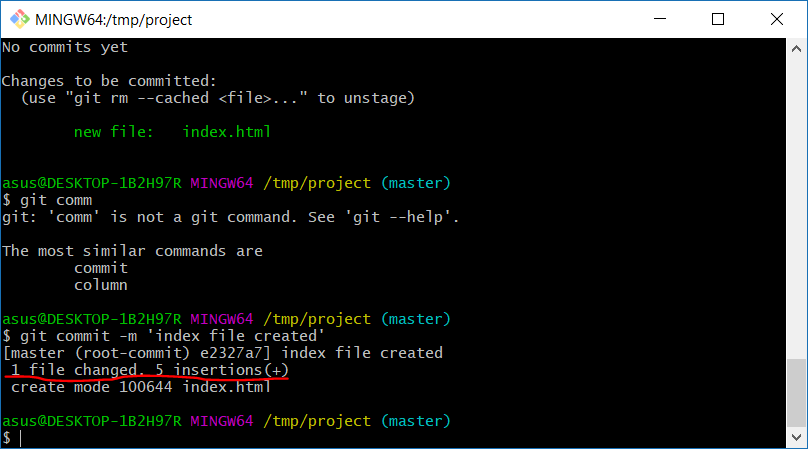 MINGW64:/tmp/project
No commits yet
Changes to be committed:
  (use "git rm --cached <file>..." to unstage)
        new file:   index.html
asus@DESKTOP-1B2H97R MINGW64 /tmp/project (master)
$ git comm
git: 'comm' is not a git command. See 'git --help'.
The most similar commands are
        commit
        column
asus@DESKTOP-1B2H97R MINGW64 /tmp/project (master)
$ git commit -m 'index file created'
[master (root-commit) e2327a7] index file created
 1 file changed, 5 insertions(+)
 create mode 100644 index.html
asus@DESKTOP-1B2H97R MINGW64 /tmp/project (master)
$